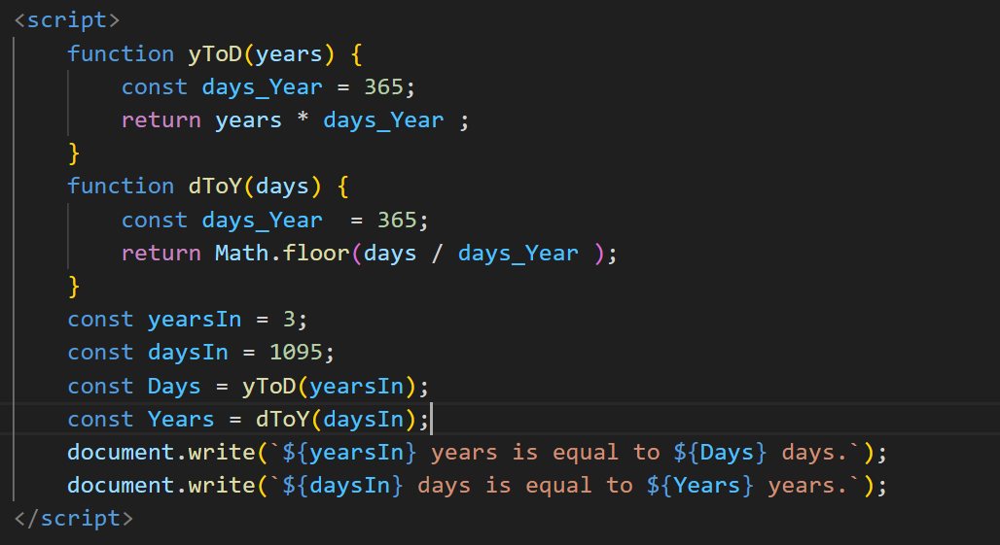 <script>
    function yToD(years) {
        const days_Year = 365;
        return years * days_Year ;
    }
    function dToY(days) {
        const days_Year  = 365;
        return Math.floor(days / days_Year );
    }
    const yearsIn = 3;
    const daysIn = 1095;
    const Days = yToD(yearsIn);
    const Years = dToY(daysIn);
    document.write(`${yearsIn} years is equal to ${Days} days.`);
    document.write(`${daysIn} days is equal to ${Years} years.`);
</script>